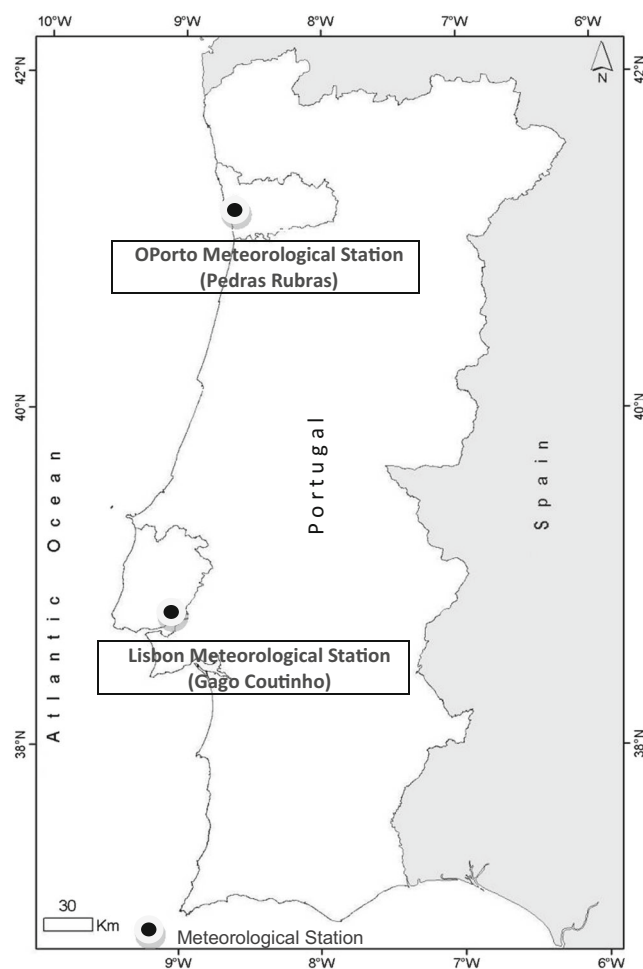 10°W 9°W 8°W 7°W 6°W
42°N 42°N
N
OPorto Meteorological Station
(Pedras Rubras)
40°N 40°N
Portugal
Spain
Atlantic Ocean
Lisbon Meteorological Station
(Gago Coutinho)
38°N 38°N
30
Km
Meteorological Station
9°W 8°W 7°W 6°W